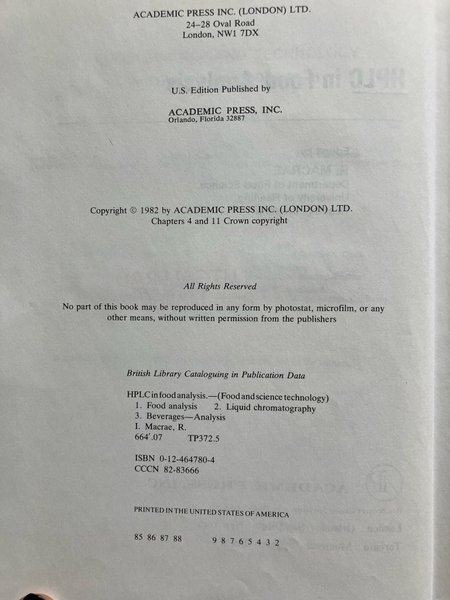 ACADEMIC PRESS INC. (LONDON) LTD.
24–28 Oval Road
London, NW1 7DX
U.S. Edition Published by
ACADEMIC PRESS, INC.
Orlando, Florida 32887
Copyright © 1982 by ACADEMIC PRESS INC. (LONDON) LTD.
Chapters 4 and 11 Crown copyright
All Rights Reserved
No part of this book may be reproduced in any form by photostat, microfilm, or any
other means, without written permission from the publishers
British Library Cataloguing in Publication Data
HPLC in food analysis.—(Food and science technology)
1. Food analysis 2. Liquid chromatography
3. Beverages—Analysis
I. Macrae, R.
664'.07 TP372.5
ISBN 0-12-464780-4
CCCN 82-83666
PRINTED IN THE UNITED STATES OF AMERICA
85 86 87 88 9 8 7 6 5 4 3 2